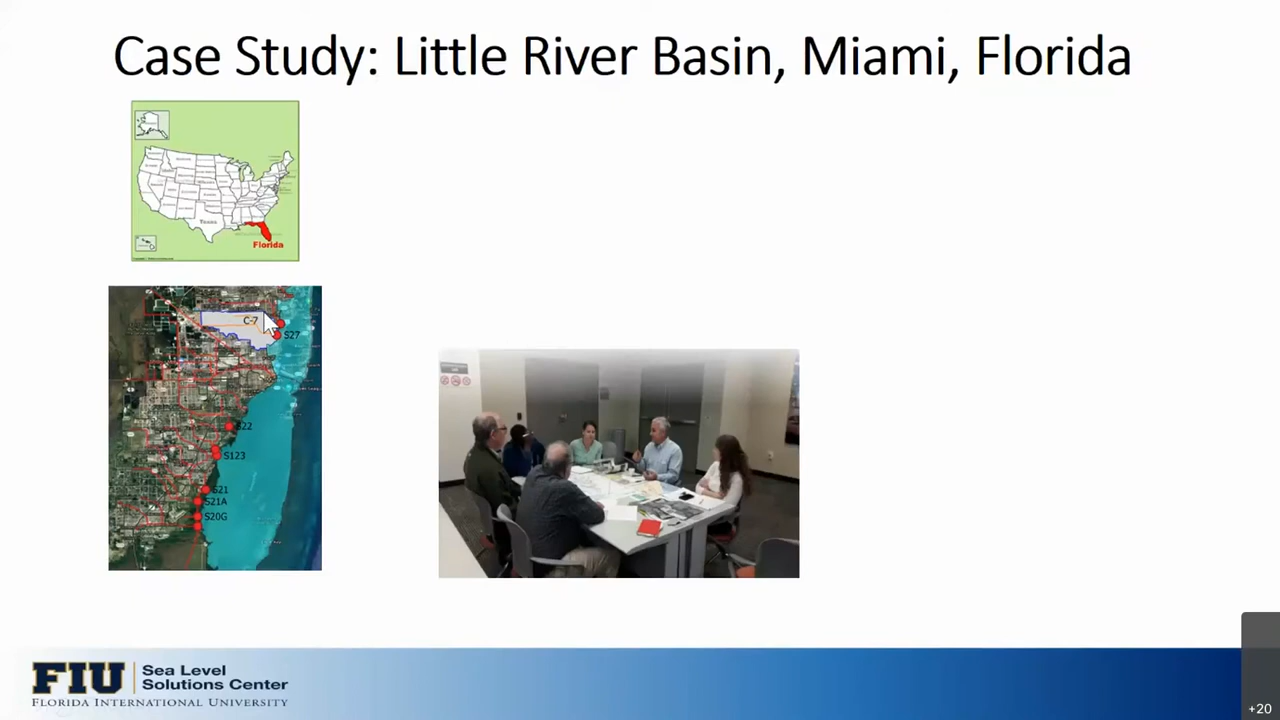 Case Study: Little River Basin, Miami, Florida
Texas
Florida
C-7
S27
S22
S123
S21
S21A
S20G
FIU
Sea Level
Solutions Center
FLORIDA INTERNATIONAL UNIVERSITY
+20